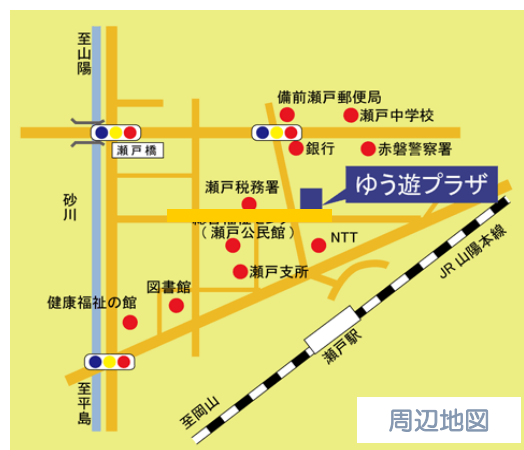 至山陽
備前瀬戸郵便局
瀬戸中学校
瀬戸橋
銀行
赤磐警察署
ゆう遊プラザ
瀬戸税務署
砂川
（瀬戸公民館）
NTT
JR山陽本線
瀬戸支所
図書館
健康福祉の館
瀬戸駅
至平島
至岡山
周辺地図